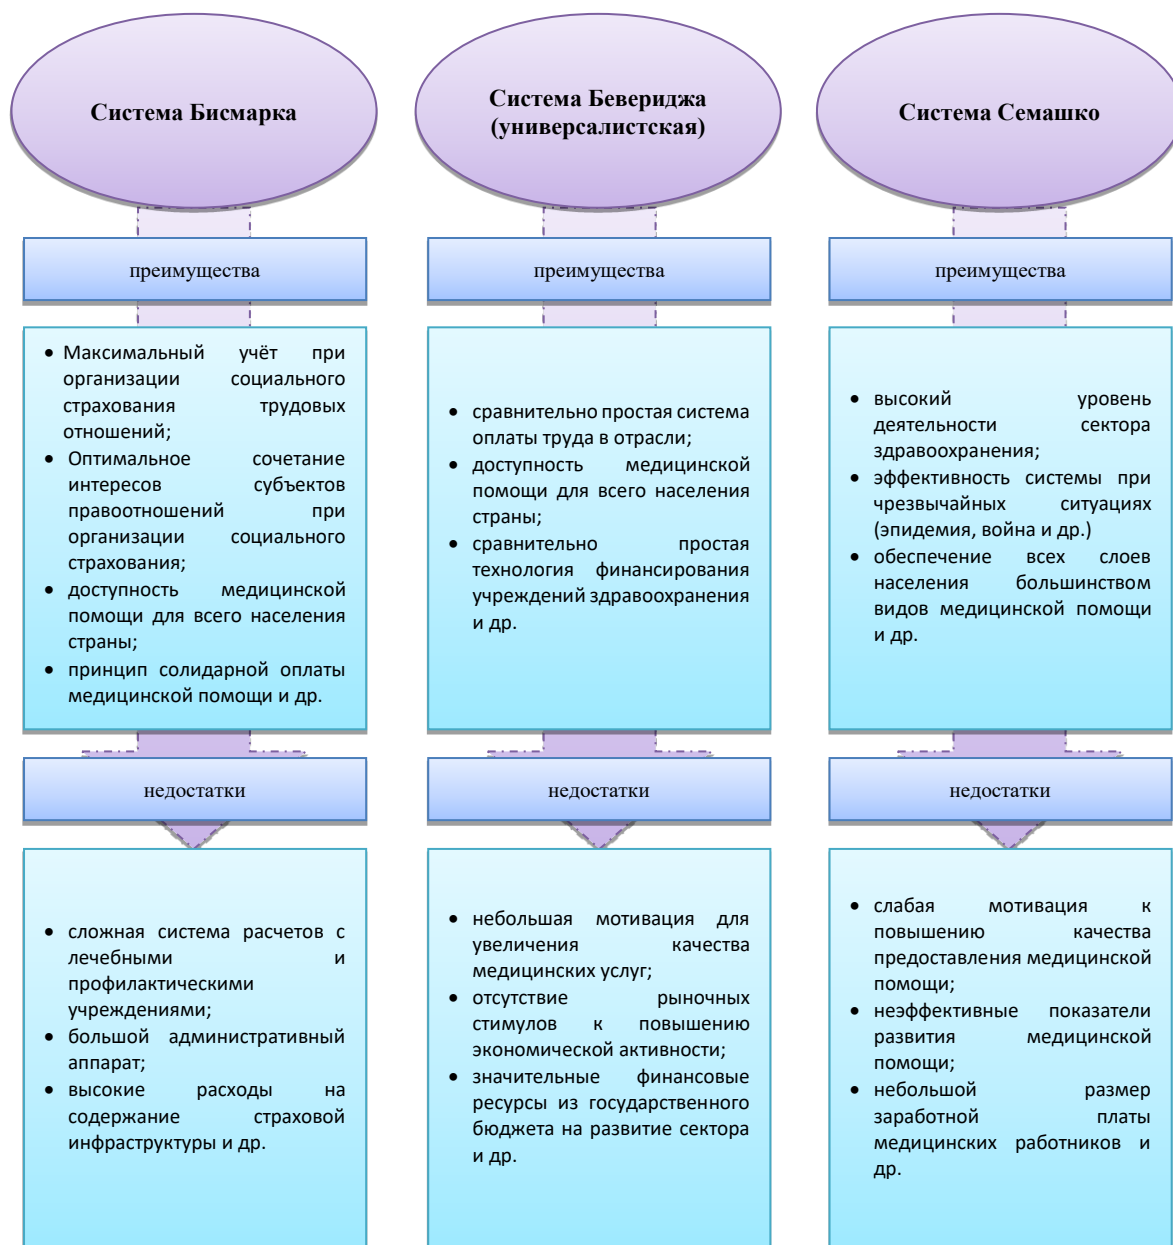 Система Бисмарка
Система Бевериджа
(универсалистская)
Система Семашко
преимущества
преимущества
преимущества
• Максимальный учёт при
организации социального
страхования трудовых
отношений;
• Оптимальное сочетание
интересов субъектов
правоотношений при
организации социального
страхования;
• доступность медицинской
помощи для всего населения
страны;
• принцип солидарной оплаты
медицинской помощи и др.
• сравнительно простая система
оплаты труда в отрасли;
• доступность медицинской
помощи для всего населения
страны;
• сравнительно простая
технология финансирования
учреждений здравоохранения
и др.
• высокий уровень
деятельности сектора
здравоохранения;
• эффективность системы при
чрезвычайных ситуациях
(эпидемия, война и др.)
• обеспечение всех слоев
населения большинством
видов медицинской помощи
и др.
недостатки
недостатки
недостатки
• сложная система расчетов с
лечебными и
профилактическими
учреждениями;
• большой административный
аппарат;
• высокие расходы на
содержание страховой
инфраструктуры и др.
• небольшая мотивация для
увеличения качества
медицинских услуг;
• отсутствие рыночных
стимулов к повышению
экономической активности;
• значительные финансовые
ресурсы из государственного
бюджета на развитие сектора
и др.
• слабая мотивация к
повышению качества
предоставления медицинской
помощи;
• неэффективные показатели
развития медицинской
помощи;
• небольшой размер
заработной платы
медицинских работников и
др.